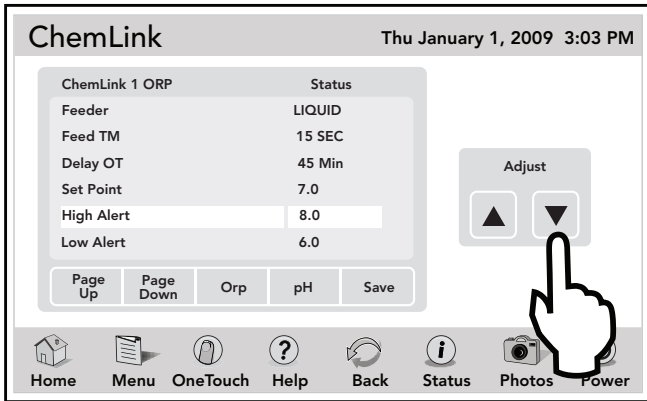 ChemLink Thu January 1, 2009 3:03 PM
ChemLink 1 ORP Status
Feeder LIQUID
Feed TM 15 SEC
Delay OT 45 Min
Set Point 7.0
High Alert 8.0
Low Alert 6.0
Adjust
Page Up Page Down Orp pH Save
Home Menu OneTouch Help Back Status Photos Power